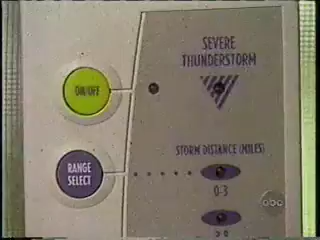 SEVERE
THUNDERSTORM
ON/OFF
STORM DISTANCE (MILES)
RANGE
SELECT
0-3
abc